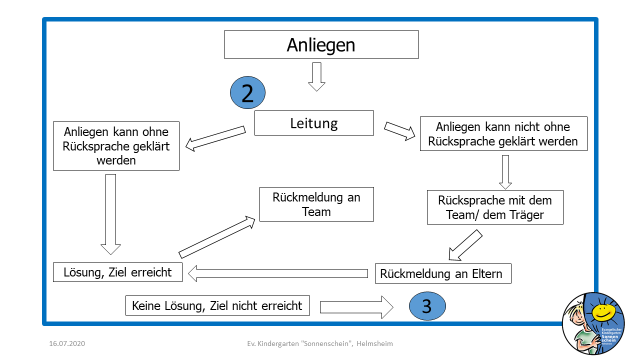 Anliegen
2
Leitung
Anliegen kann ohne
Rücksprache geklärt
werden
Anliegen kann nicht ohne
Rücksprache geklärt werden
Rückmeldung an
Team
Rücksprache mit dem
Team/ dem Träger
Lösung, Ziel erreicht
Rückmeldung an Eltern
Keine Lösung, Ziel nicht erreicht
3
16.07.2020
Ev. Kindergarten "Sonnenschein", Helmsheim